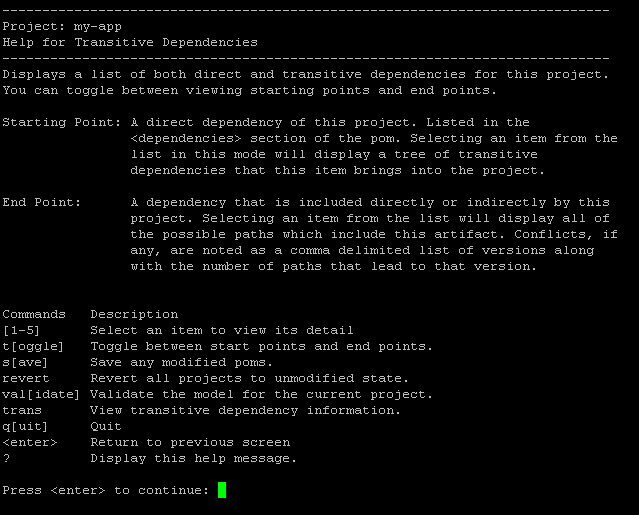 ----------------------------------------------------------------------------
Project: my-app
Help for Transitive Dependencies
----------------------------------------------------------------------------
Displays a list of both direct and transitive dependencies for this project.
You can toggle between viewing starting points and end points.
Starting Point: A direct dependency of this project. Listed in the
<dependencies> section of the pom. Selecting an item from the
list in this mode will display a tree of transitive
dependencies that this item brings into the project.
End Point: A dependency that is included directly or indirectly by this
project. Selecting an item from the list will display all of
the possible paths which include this artifact. Conflicts, if
any, are noted as a comma delimited list of versions along
with the number of paths that lead to that version.
Commands Description
[1-5] Select an item to view its detail
t[oggle] Toggle between start points and end points.
s[ave] Save any modified poms.
revert Revert all projects to unmodified state.
val[idate] Validate the model for the current project.
trans View transitive dependency information.
q[uit] Quit
<enter> Return to previous screen
? Display this help message.
Press <enter> to continue: